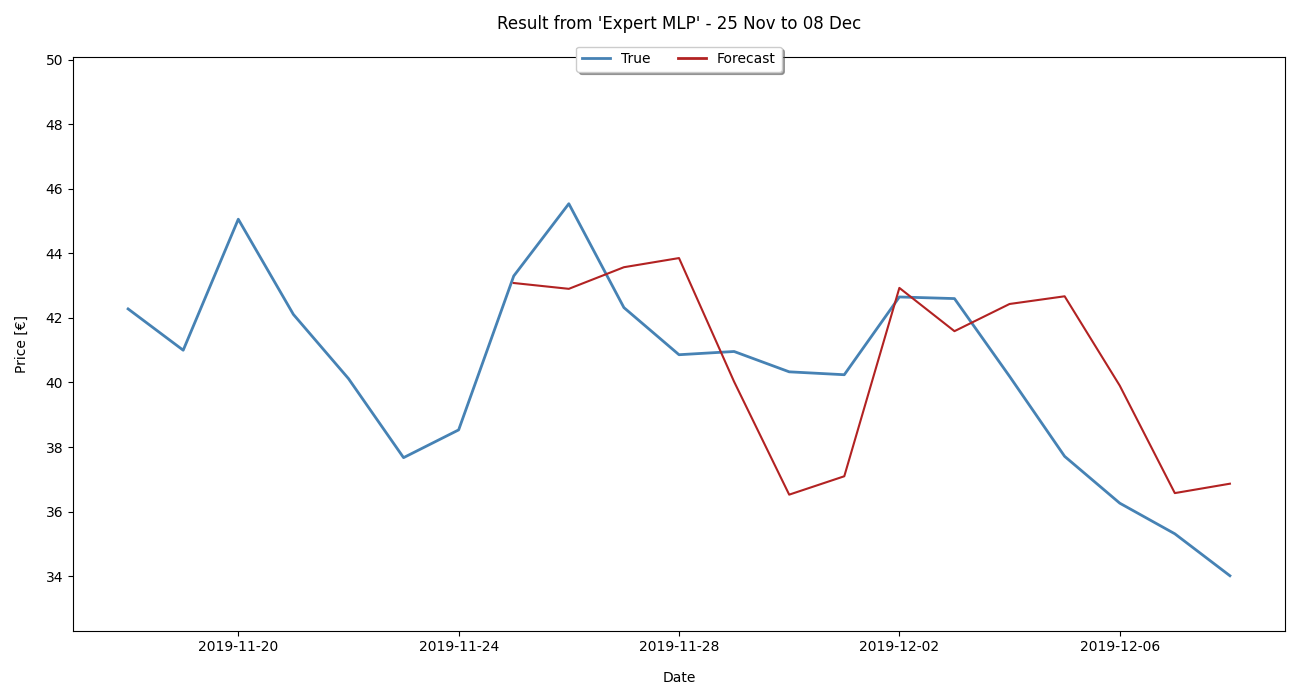 Result from 'Expert MLP' - 25 Nov to 08 Dec
True Forecast
50
48
46
44
42
40
38
36
34
Price [€]
2019-11-20 2019-11-24 2019-11-28 2019-12-02 2019-12-06
Date